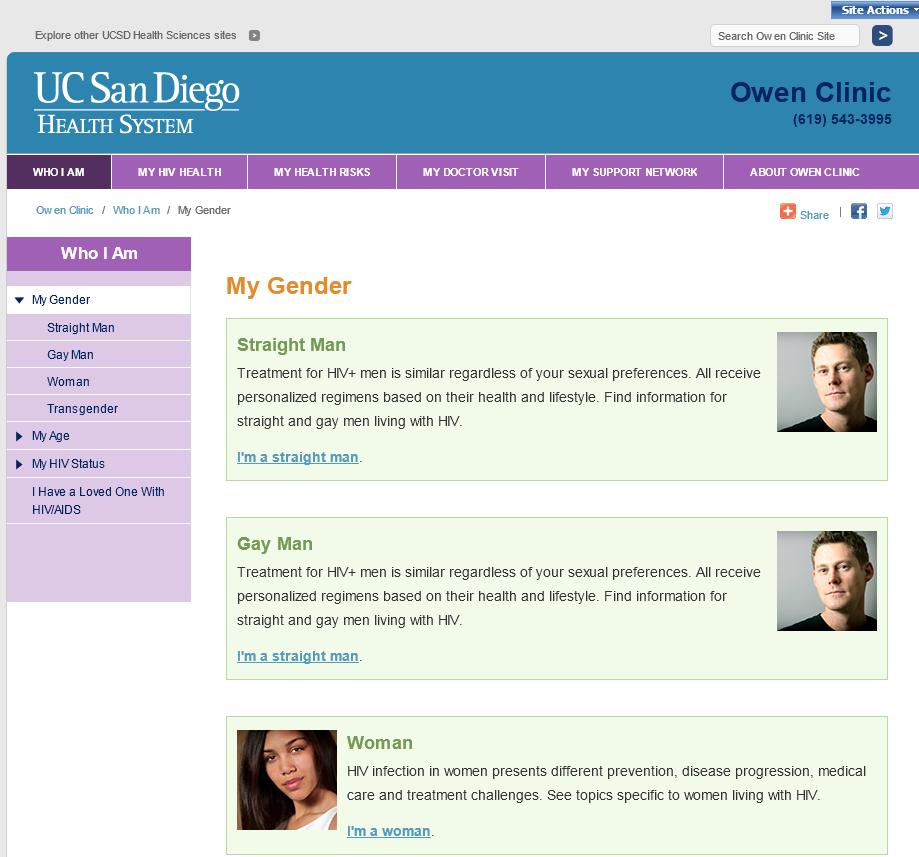 Site Actions
Explore other UCSD Health Sciences sites
Search Owen Clinic Site
>
UC San Diego
HEALTH SYSTEM
Owen Clinic
(619) 543-3995
WHO I AM
MY HIV HEALTH
MY HEALTH RISKS
MY DOCTOR VISIT
MY SUPPORT NETWORK
ABOUT OWEN CLINIC
Owen Clinic / Who I Am / My Gender
Share |
Who I Am
My Gender
Straight Man
Gay Man
Woman
Transgender
My Age
My HIV Status
I Have a Loved One With
HIV/AIDS
My Gender
Straight Man
Treatment for HIV+ men is similar regardless of your sexual preferences. All receive
personalized regimens based on their health and lifestyle. Find information for
straight and gay men living with HIV.
I'm a straight man.
Gay Man
Treatment for HIV+ men is similar regardless of your sexual preferences. All receive
personalized regimens based on their health and lifestyle. Find information for
straight and gay men living with HIV.
I'm a straight man.
Woman
HIV infection in women presents different prevention, disease progression, medical
care and treatment challenges. See topics specific to women living with HIV.
I'm a woman.